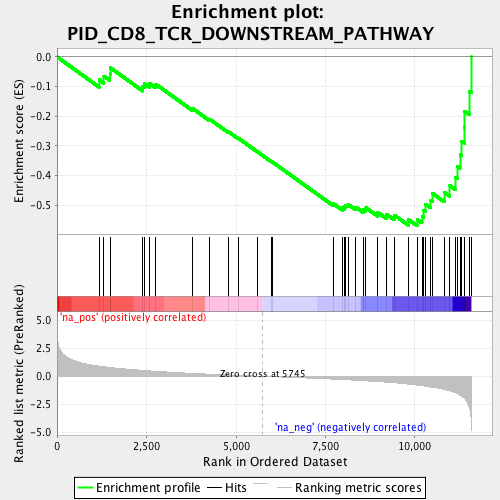 Enrichment plot:
PID_CD8_TCR_DOWNSTREAM_PATHWAY
Enrichment score (ES)
0.0
-0.1
-0.2
-0.3
-0.4
-0.5
'na_pos' (positively correlated)
Ranked list metric (PreRanked)
5.0
2.5
0.0
-2.5
-5.0
Zero cross at 5745
'na_neg' (negatively correlated)
0
2,500
5,000
7,500
10,000
Rank in Ordered Dataset
Enrichment profile
Hits
Ranking metric scores